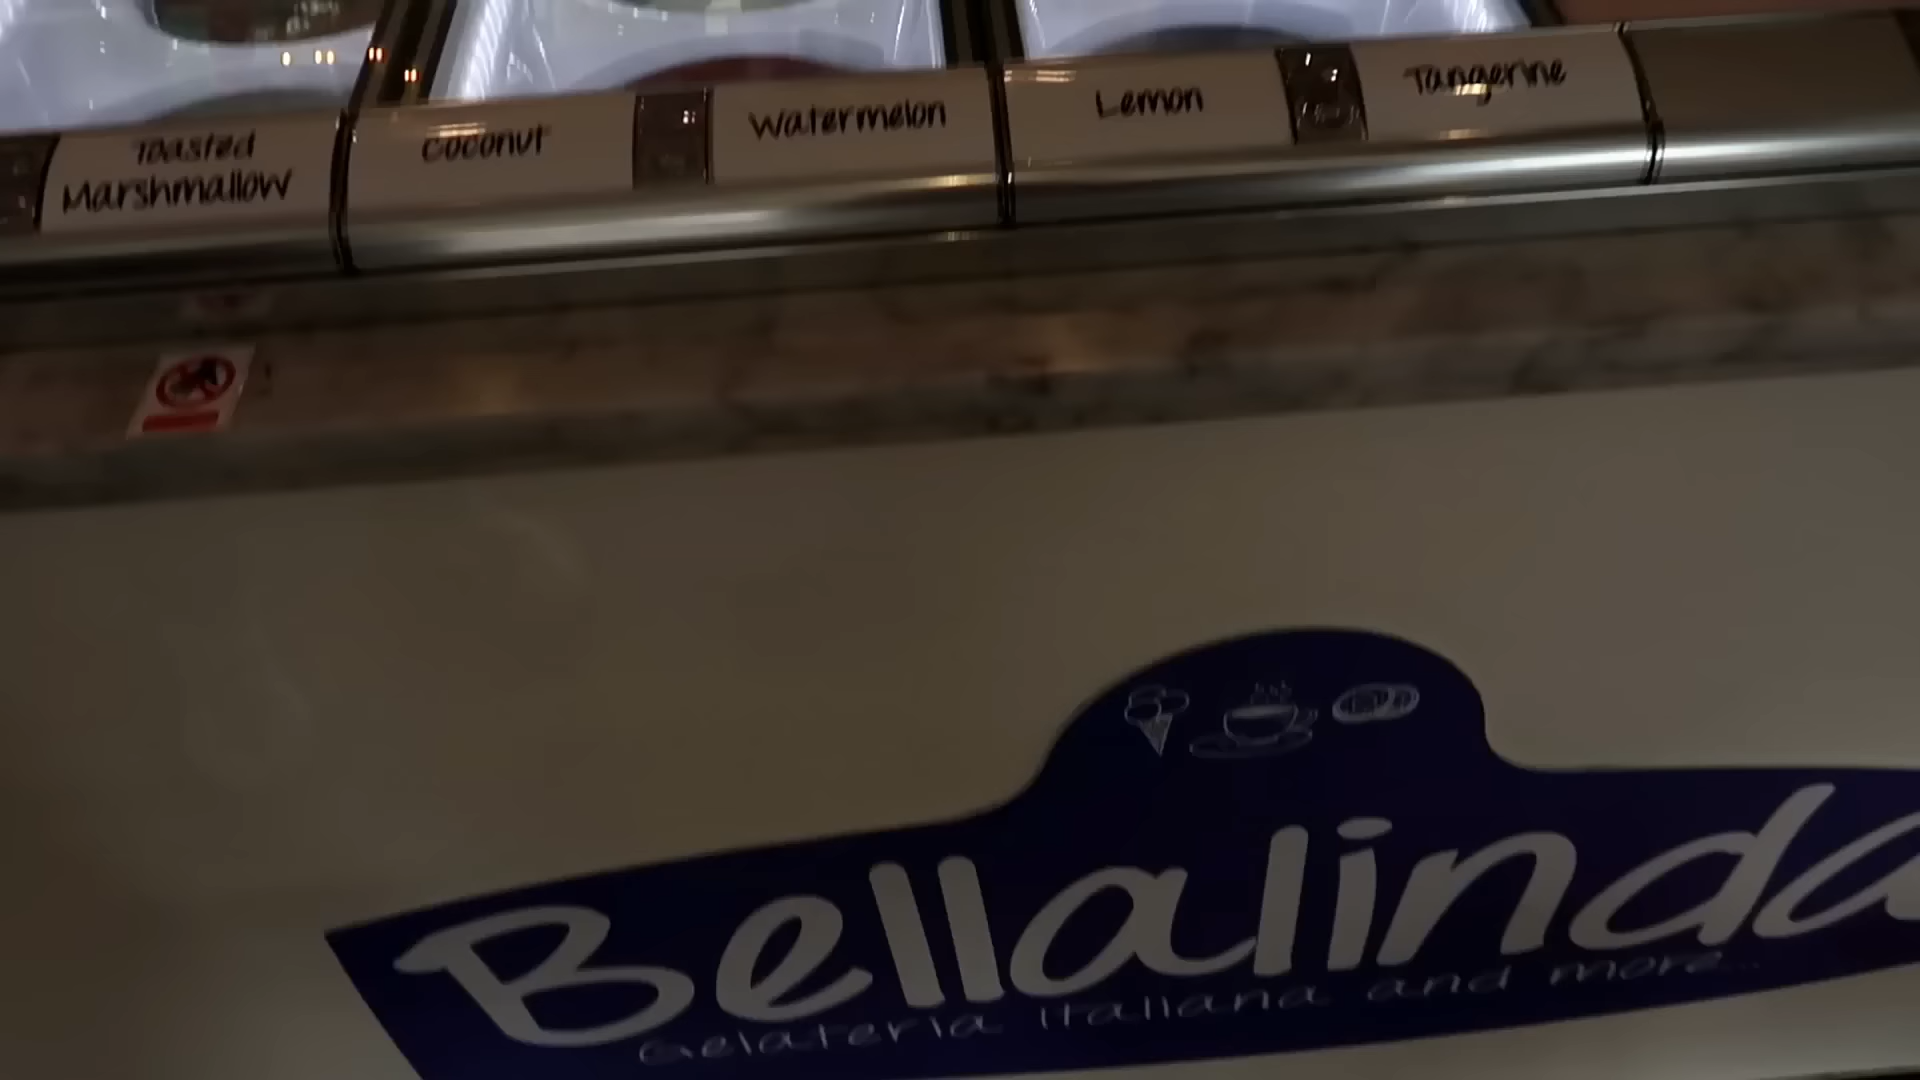 Toasted
Marshmallow
Coconut
Watermelon
Lemon
Tangerine
Bellalinda
Gelateria italiana and more...